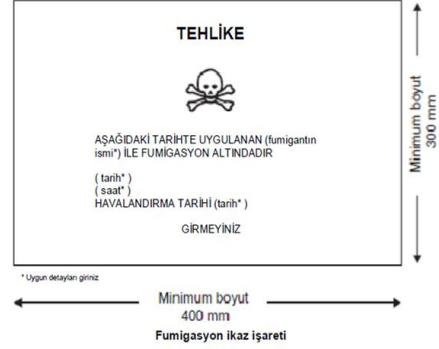 TEHLİKE
AŞAĞIDAKİ TARİHTE UYGULANAN (fumigantın
ismi*) İLE FUMİGASYON ALTINDADIR
( tarih* )
( saat* )
HAVALANDIRMA TARİHİ (tarih* )
GİRMEYİNİZ
* Uygun detayları giriniz
Minimum boyut
300 mm
Minimum boyut
400 mm
Fumigasyon ikaz işareti